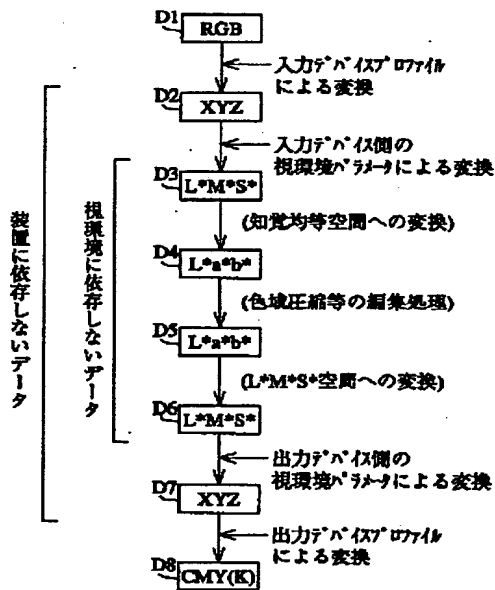 D1
RGB
入力デバイスプロファイル
による変換
D2
XYZ
入力デバイス側の
視環境パラメータによる変換
D3
L*M*S*
(知覚均等空間への変換)
D4
L*a*b*
(色域圧縮等の編集処理)
D5
L*a*b*
(L*M*S*空間への変換)
D6
L*M*S*
出力デバイス側の
視環境パラメータによる変換
D7
XYZ
出力デバイスプロファイル
による変換
D8
CMY(K)
装置に依存しないデータ
視環境に依存しないデータ